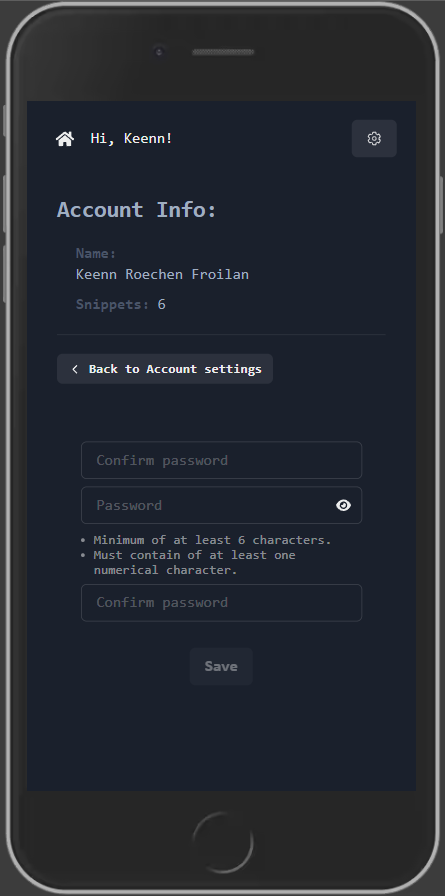 Hi, Keenn!
Account Info:
Name:
Keenn Roechen Froilan
Snippets: 6
Back to Account settings
Confirm password
Password
• Minimum of at least 6 characters.
• Must contain of at least one
numerical character.
Confirm password
Save